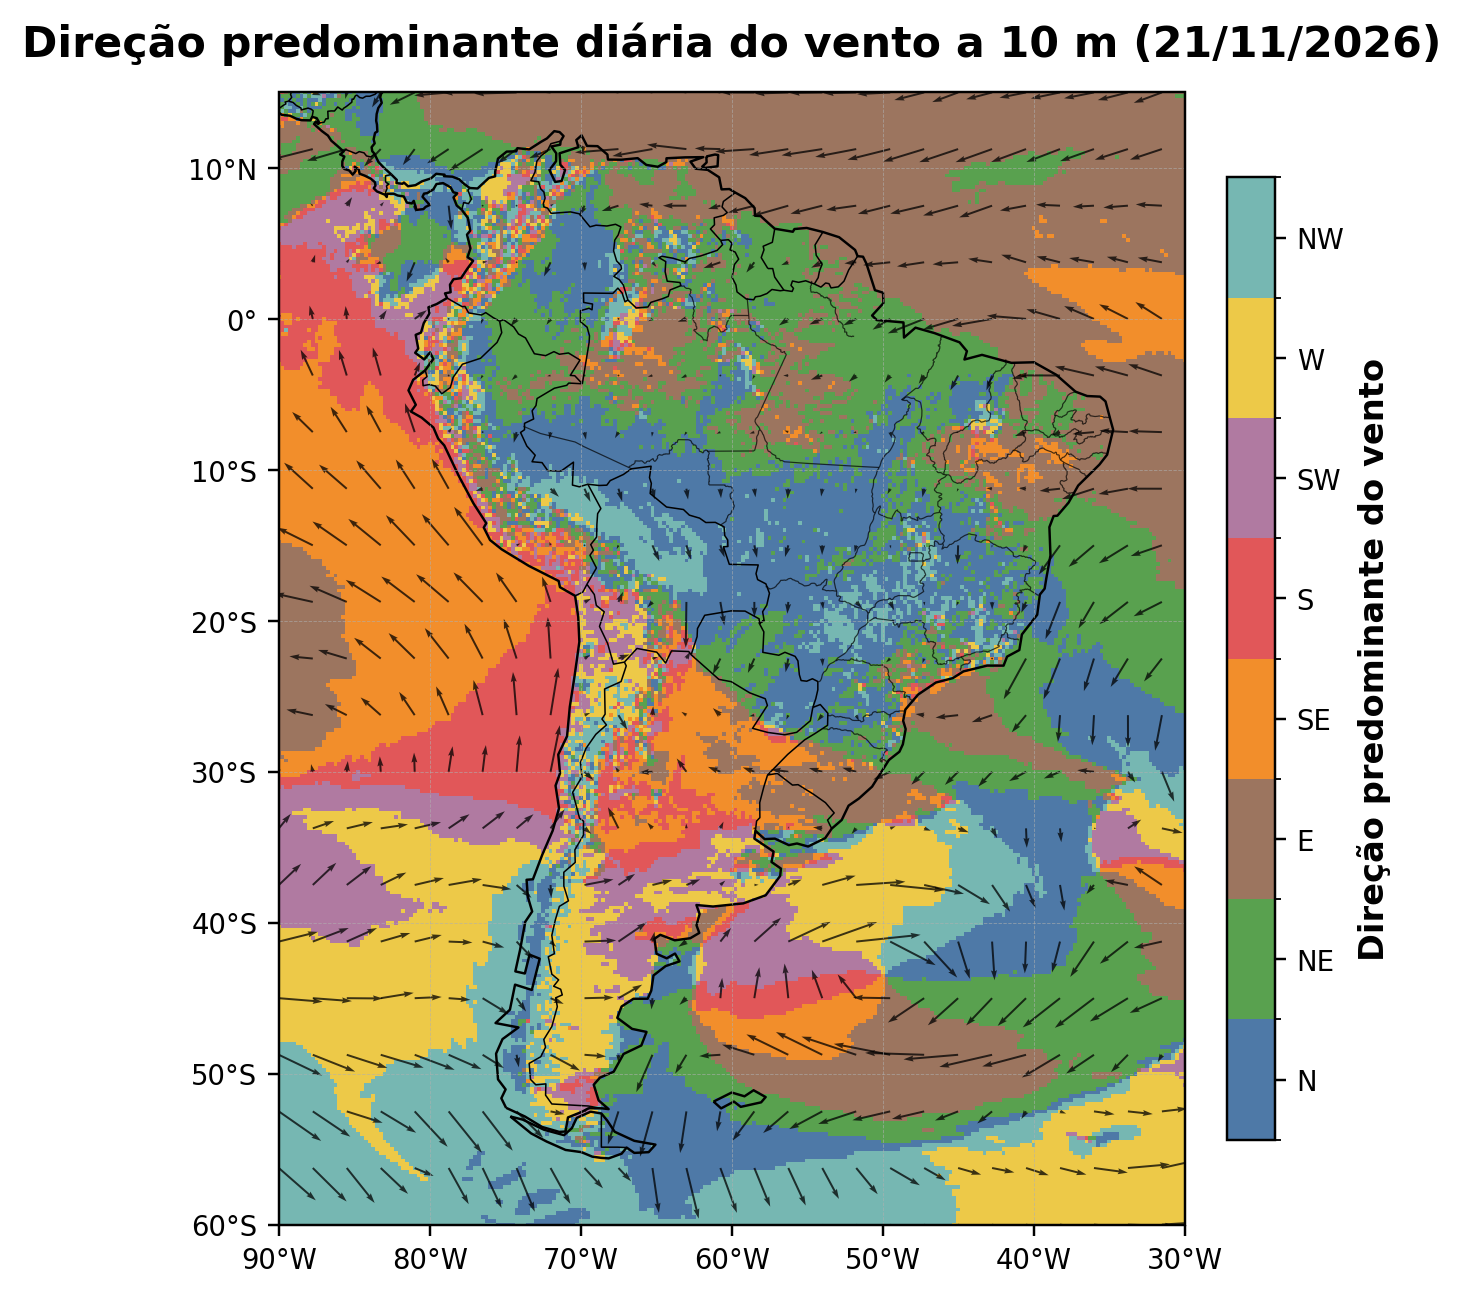 Direção predominante diária do vento a 10 m (21/11/2026)
10°N
0°
10°S
20°S
30°S
40°S
50°S
60°S
90°W
80°W
70°W
60°W
50°W
40°W
30°W
NW
W
SW
S
SE
E
NE
N
Direção predominante do vento